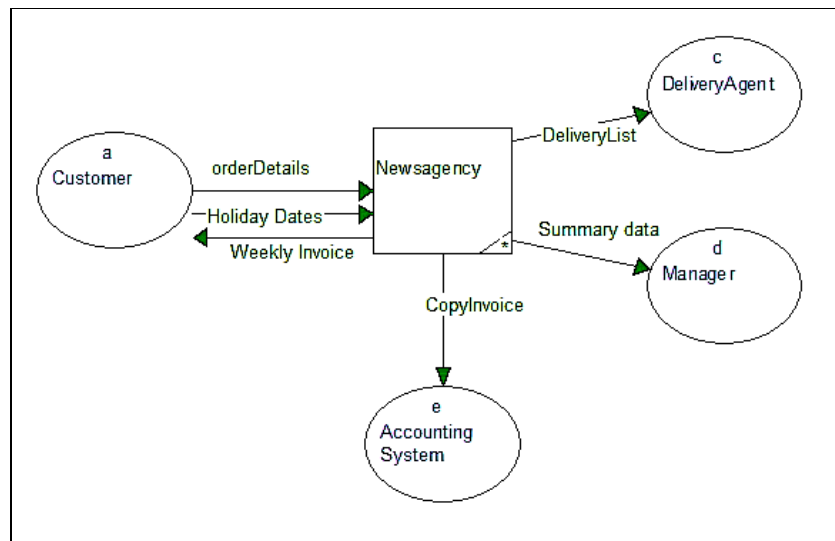 c
DeliveryAgent
DeliveryList
a
Customer
orderDetails
Newsagency
Holiday Dates
Weekly Invoice
*
Summary data
d
Manager
CopyInvoice
e
Accounting
System